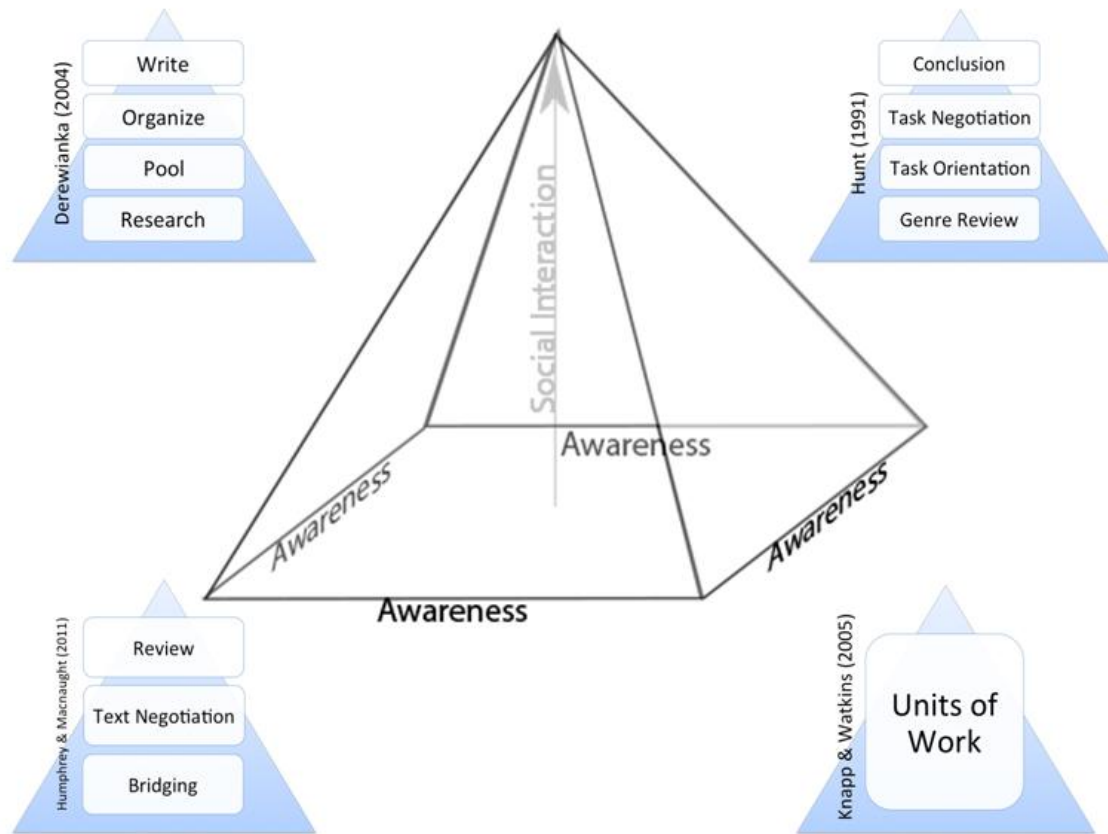 Derewianka (2004)
Write
Organize
Pool
Research
Hunt (1991)
Conclusion
Task Negotiation
Task Orientation
Genre Review
Social Interaction
Awareness
Awareness
Awareness
Awareness
Humphrey & Macnaught (2011)
Review
Text Negotiation
Bridging
Knapp & Watkins (2005)
Units of
Work